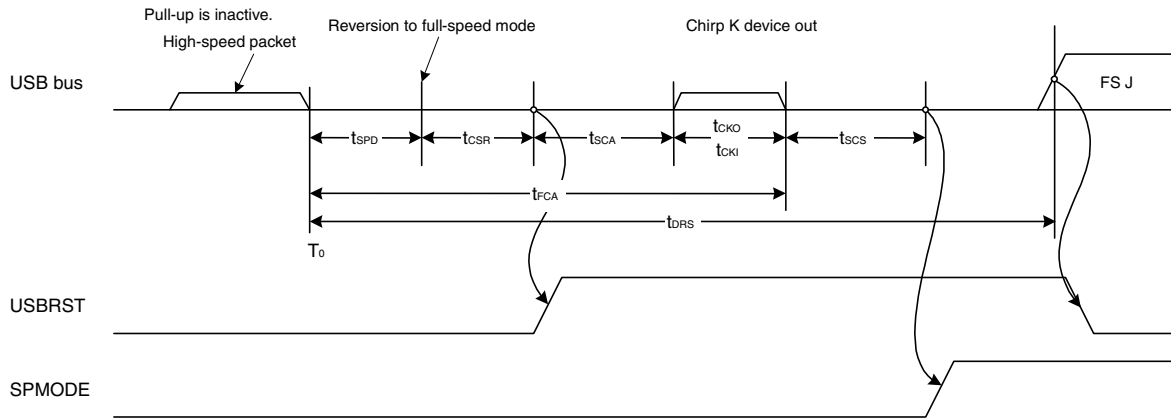 Pull-up is inactive.
High-speed packet
Reversion to full-speed mode
Chirp K device out
USB bus
FS J
tSPD
tCSR
tSCA
tCKO
tCKI
tSCS
tFCA
tDRS
T0
USBRST
SPMODE